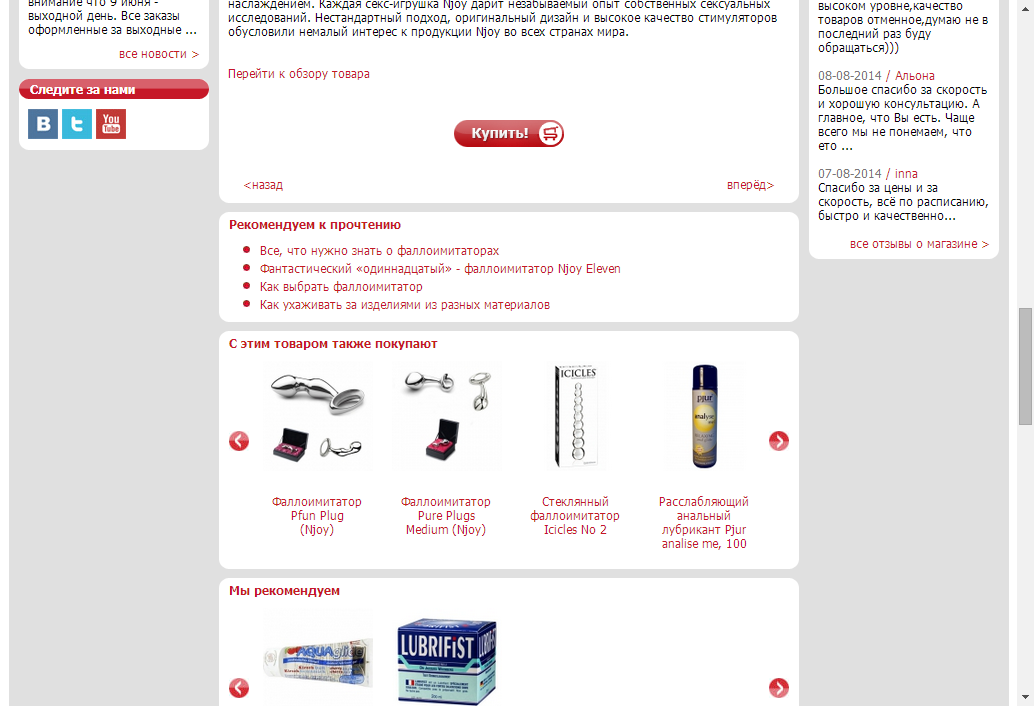 внимание что 9 июня -
выходной день. Все заказы
оформленные за выходные ...
все новости >
Следите за нами
B
t
You
Tube
наслаждением. Каждая секс-игрушка Njoy дарит незабываемый опыт собственных сексуальных
исследований. Нестандартный подход, оригинальный дизайн и высокое качество стимуляторов
обусловили немалый интерес к продукции Njoy во всех странах мира.
Перейти к обзору товара
Купить!
<назад
вперёд>
Рекомендуем к прочтению
Все, что нужно знать о фаллоимитаторах
Фантастический «одиннадцатый» - фаллоимитатор Njoy Eleven
Как выбрать фаллоимитатор
Как ухаживать за изделиями из разных материалов
С этим товаром также покупают
ICICLES
pjur
analyse
Фаллоимитатор
Pfun Plug
(Njoy)
Фаллоимитатор
Pure Plugs
Medium (Njoy)
Стеклянный
фаллоимитатор
Icicles No 2
Расслабляющий
анальный
лубрикант Pjur
analise me, 100
Мы рекомендуем
AQUAglide
LUBRIFIST
высоком уровне,качество
товаров отменное,думаю не в
последний раз буду
обращаться)))
08-08-2014 / Альона
Большое спасибо за скорость
и хорошую консультацию. А
главное, что Вы есть. Чаще
всего мы не понемаем, что
ето ...
07-08-2014 / inna
Спасибо за цены и за
скорость, всё по расписанию,
быстро и качественно...
все отзывы о магазине >